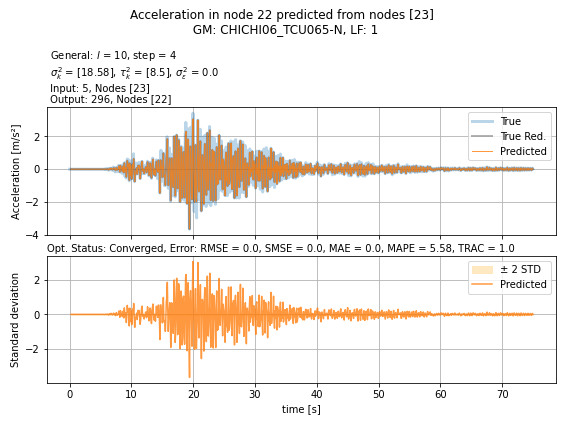 Acceleration in node 22 predicted from nodes [23]
GM: CHICHI06_TCU065-N, LF: 1
General: l = 10, step = 4
σ²ₖ = [18.58], τ²ₖ = [8.5], σ²ε = 0.0
Input: 5, Nodes [23]
Output: 296, Nodes [22]
True
True Red.
Predicted
Acceleration [m/s²]
2
0
−2
−4
Opt. Status: Converged, Error: RMSE = 0.0, SMSE = 0.0, MAE = 0.0, MAPE = 5.58, TRAC = 1.0
± 2 STD
Predicted
Standard deviation
2
0
−2
0 10 20 30 40 50 60 70
time [s]